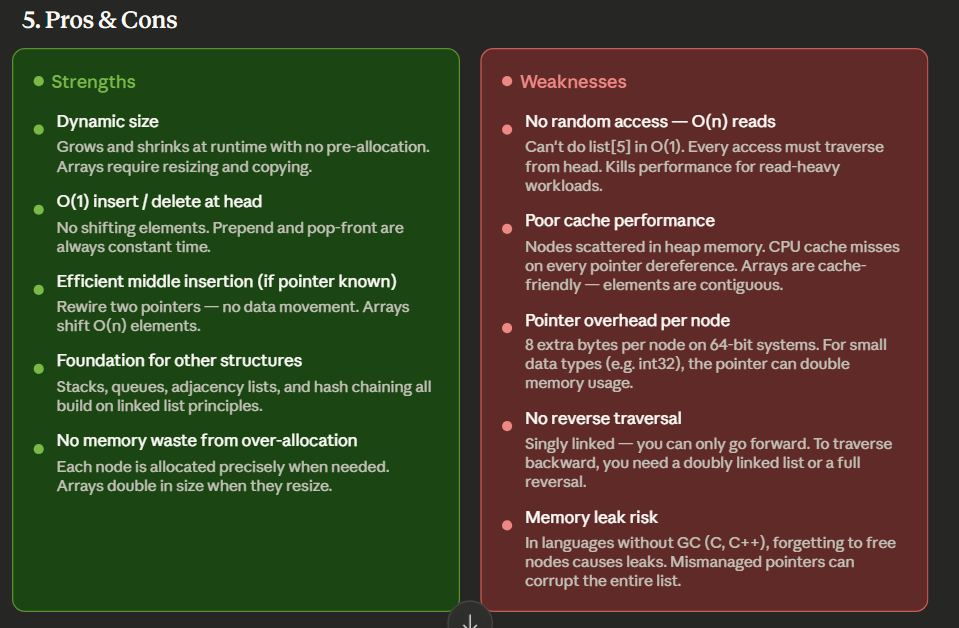 5. Pros & Cons
Strengths
Dynamic size
Grows and shrinks at runtime with no pre-allocation.
Arrays require resizing and copying.
O(1) insert / delete at head
No shifting elements. Prepend and pop-front are
always constant time.
Efficient middle insertion (if pointer known)
Rewire two pointers — no data movement. Arrays
shift O(n) elements.
Foundation for other structures
Stacks, queues, adjacency lists, and hash chaining all
build on linked list principles.
No memory waste from over-allocation
Each node is allocated precisely when needed.
Arrays double in size when they resize.
Weaknesses
No random access — O(n) reads
Can't do list[5] in O(1). Every access must traverse
from head. Kills performance for read-heavy
workloads.
Poor cache performance
Nodes scattered in heap memory. CPU cache misses
on every pointer dereference. Arrays are cache-
friendly — elements are contiguous.
Pointer overhead per node
8 extra bytes per node on 64-bit systems. For small
data types (e.g. int32), the pointer can double
memory usage.
No reverse traversal
Singly linked — you can only go forward. To traverse
backward, you need a doubly linked list or a full
reversal.
Memory leak risk
In languages without GC (C, C++), forgetting to free
nodes causes leaks. Mismanaged pointers can
corrupt the entire list.